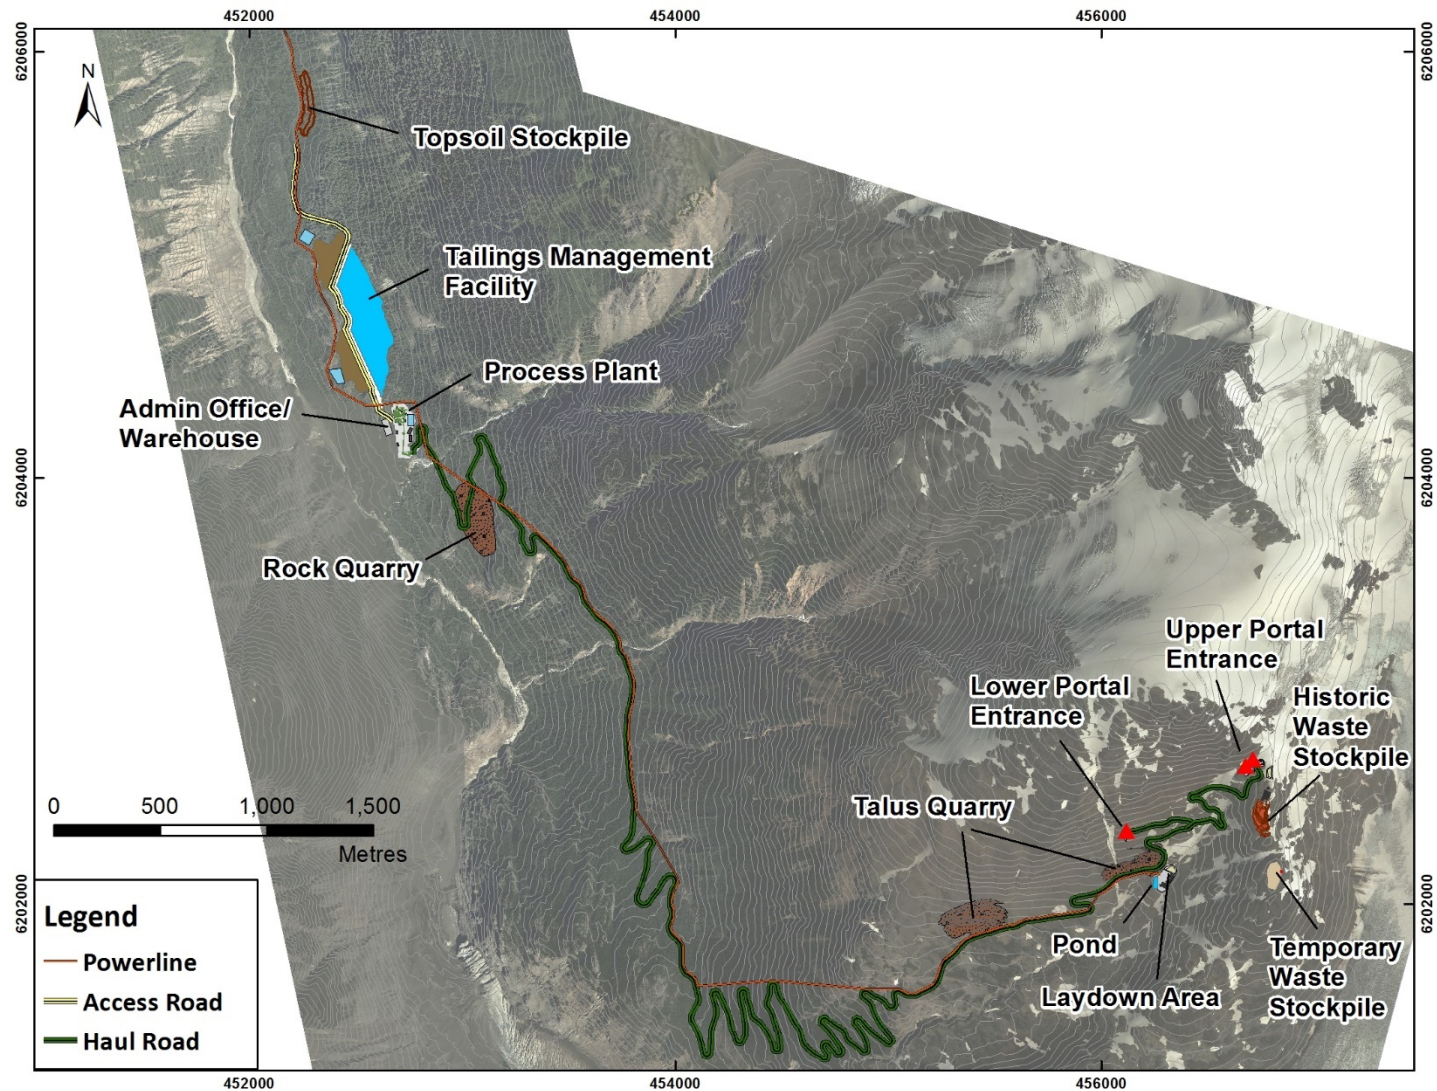 452000
454000
456000
6206000
6206000
N
Topsoil Stockpile
Tailings Management
Facility
Process Plant
Admin Office/
Warehouse
6204000
6204000
Rock Quarry
Upper Portal
Entrance
Lower Portal
Entrance
Historic
Waste
Stockpile
0 500 1,000 1,500
Metres
Talus Quarry
6202000
6202000
Legend
Powerline
Access Road
Haul Road
Pond
Laydown Area
Temporary
Waste
Stockpile
452000
454000
456000